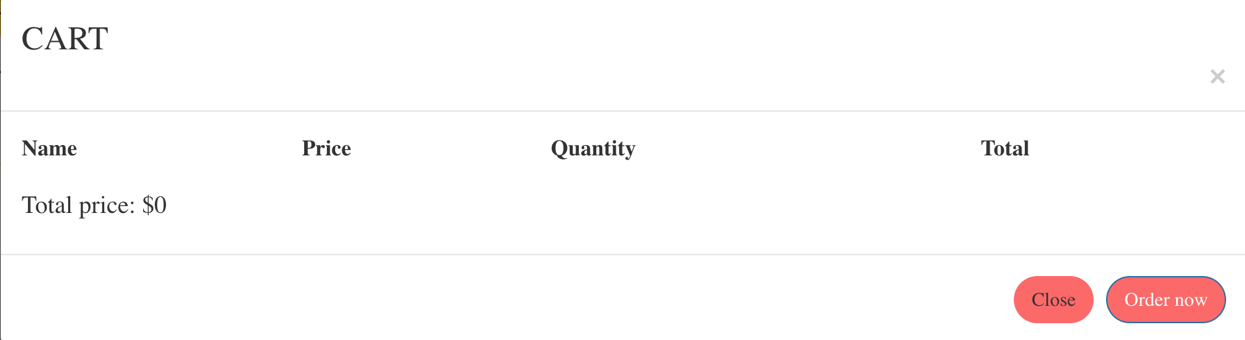 CART
×
Name Price Quantity Total
Total price: $0
Close Order now